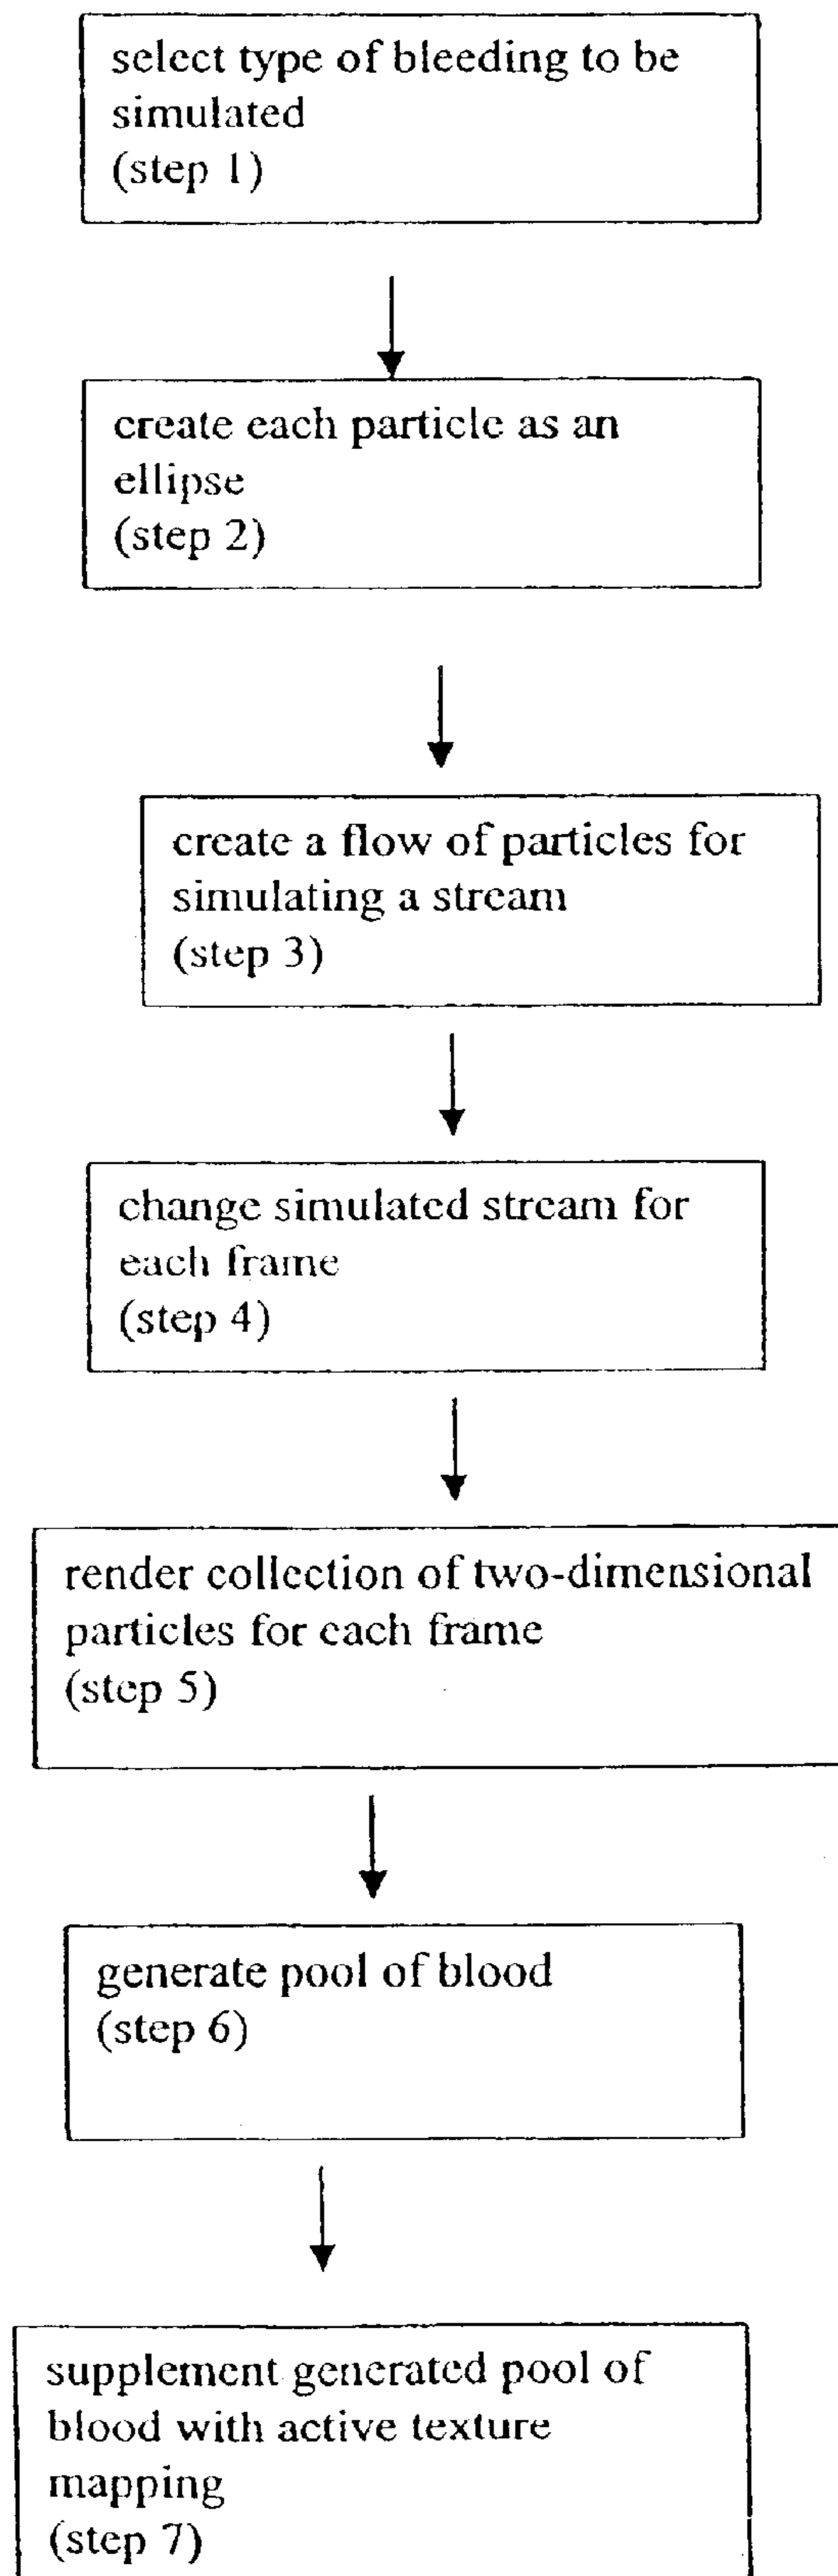 select type of bleeding to be
simulated
(step 1)
create each particle as an
ellipse
(step 2)
create a flow of particles for
simulating a stream
(step 3)
change simulated stream for
each frame
(step 4)
render collection of two-dimensional
particles for each frame
(step 5)
generate pool of blood
(step 6)
supplement generated pool of
blood with active texture
mapping
(step 7)